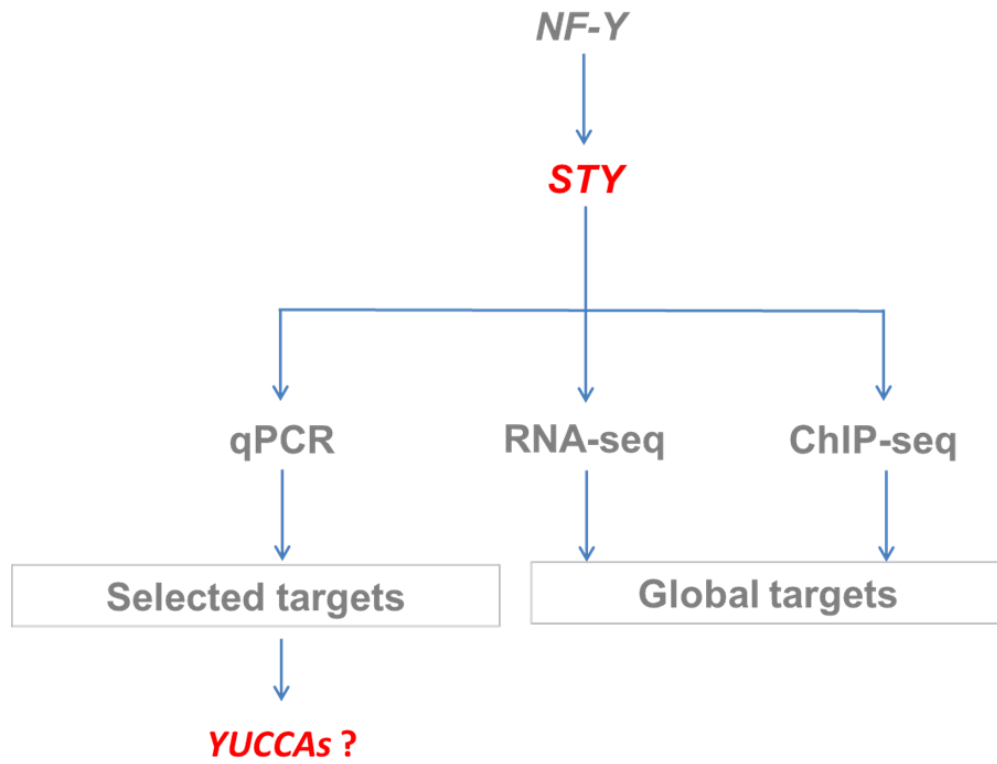 NF-Y
STY
qPCR
RNA-seq
ChIP-seq
Selected targets
Global targets
YUCCAs ?